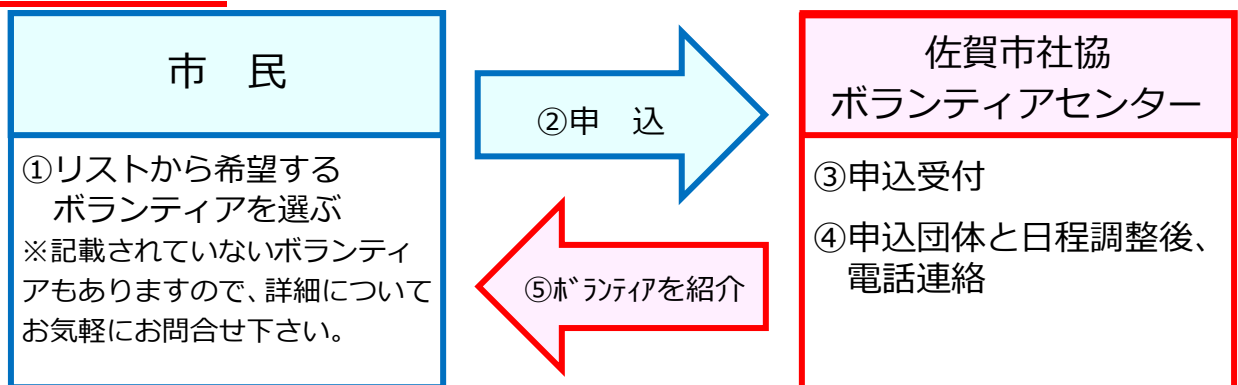 市　民
①リストから希望する
ボランティアを選ぶ
※記載されていないボランティ
アもありますので、詳細について
お気軽にお問合せ下さい。
②申　込
⑤ﾎﾞﾗﾝﾃｨｱを紹介
佐賀市社協
ボランティアセンター
③申込受付
④申込団体と日程調整後、
電話連絡